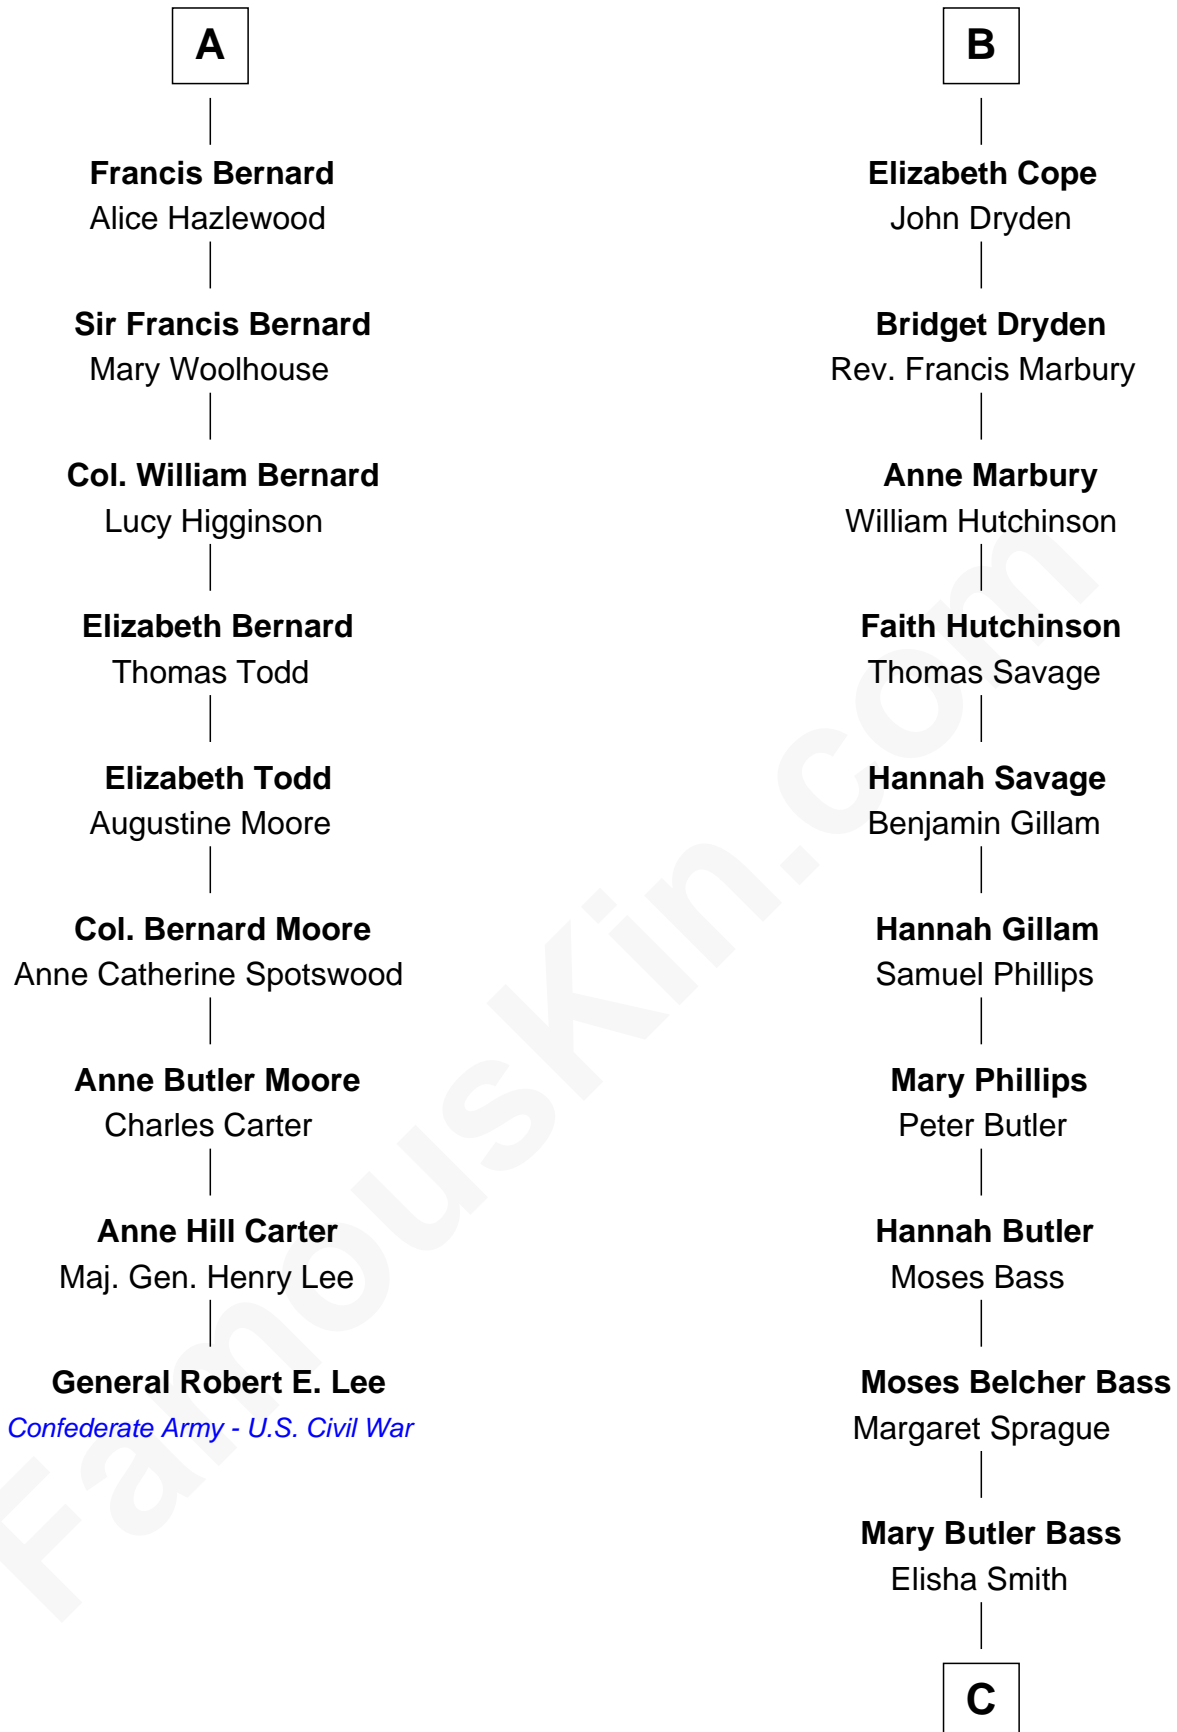 A
Francis Bernard
Alice Hazlewood
Sir Francis Bernard
Mary Woolhouse
Col. William Bernard
Lucy Higginson
Elizabeth Bernard
Thomas Todd
Elizabeth Todd
Augustine Moore
Col. Bernard Moore
Anne Catherine Spotswood
Anne Butler Moore
Charles Carter
Anne Hill Carter
Maj. Gen. Henry Lee
General Robert E. Lee
Confederate Army - U.S. Civil War
B
Elizabeth Cope
John Dryden
Bridget Dryden
Rev. Francis Marbury
Anne Marbury
William Hutchinson
Faith Hutchinson
Thomas Savage
Hannah Savage
Benjamin Gillam
Hannah Gillam
Samuel Phillips
Mary Phillips
Peter Butler
Hannah Butler
Moses Bass
Moses Belcher Bass
Margaret Sprague
Mary Butler Bass
Elisha Smith
C
FamousKin.com